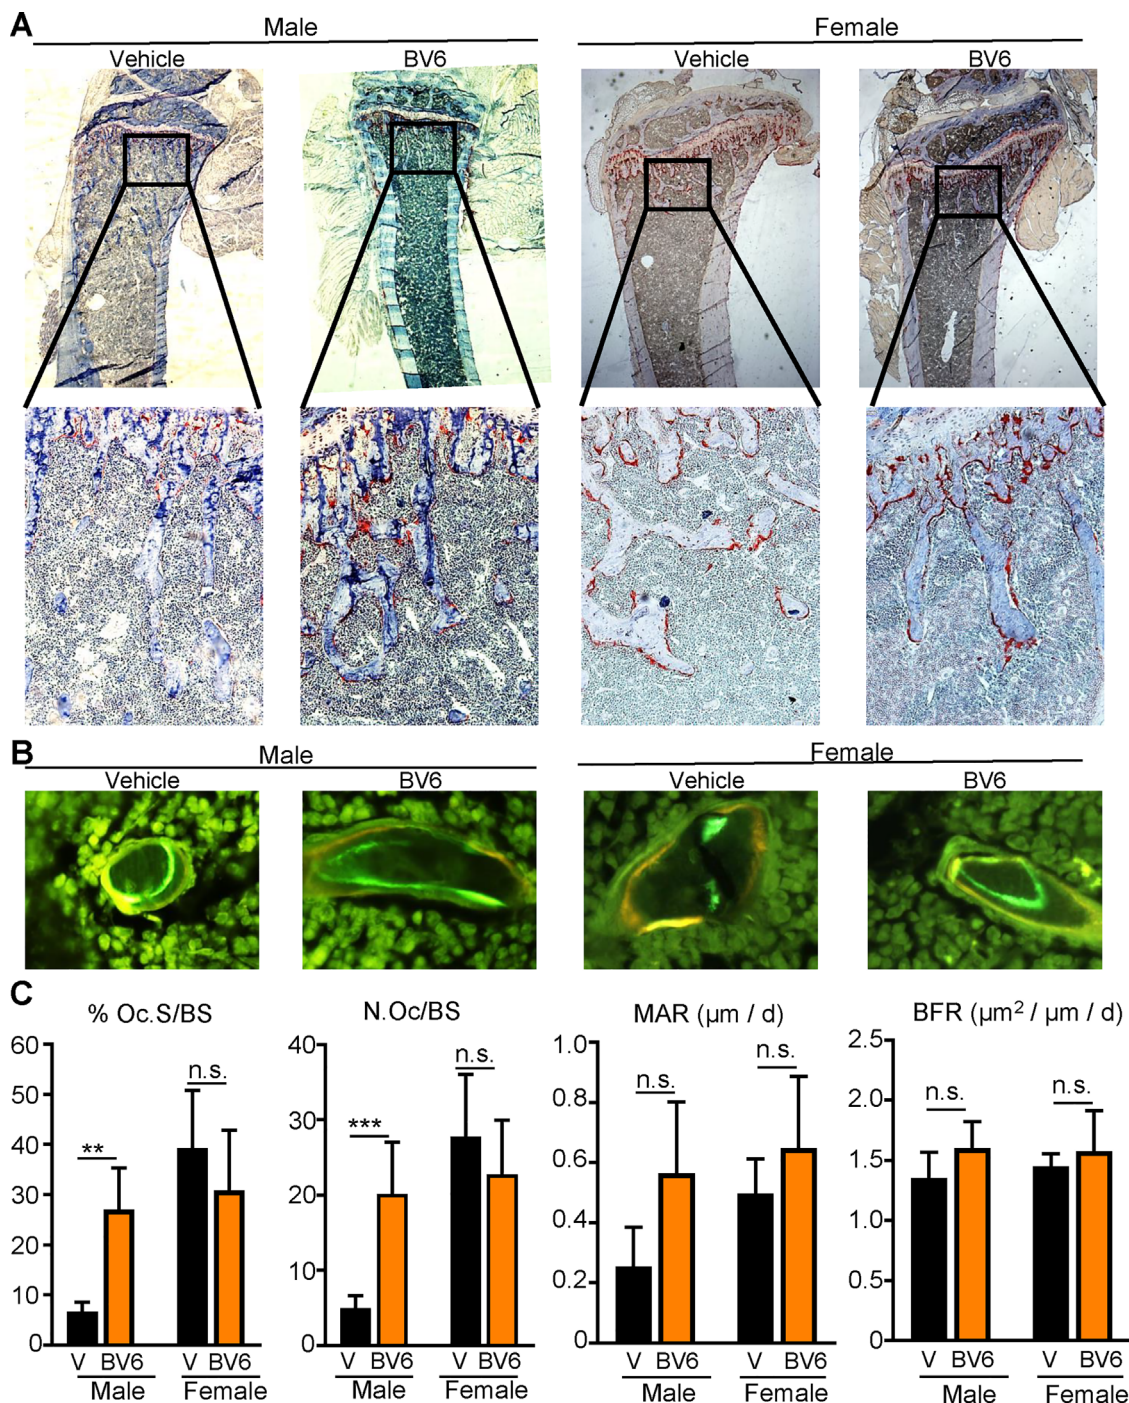 A
Male
Female
Vehicle
BV6
Vehicle
BV6
B
Male
Female
Vehicle
BV6
Vehicle
BV6
C
% Oc.S/BS
60
50
40
30
20
10
0
**
n.s.
V BV6
Male
Female
N.Oc/BS
40
30
20
10
0
***
n.s.
V BV6 V BV6
Male Female
MAR (µm / d)
1.0
0.8
0.6
0.4
0.2
0
n.s.
n.s.
V BV6 V BV6
Male Female
BFR (µm² / µm / d)
2.5
2.0
1.5
1.0
0.5
0
n.s.
n.s.
V BV6 V BV6
Male Female